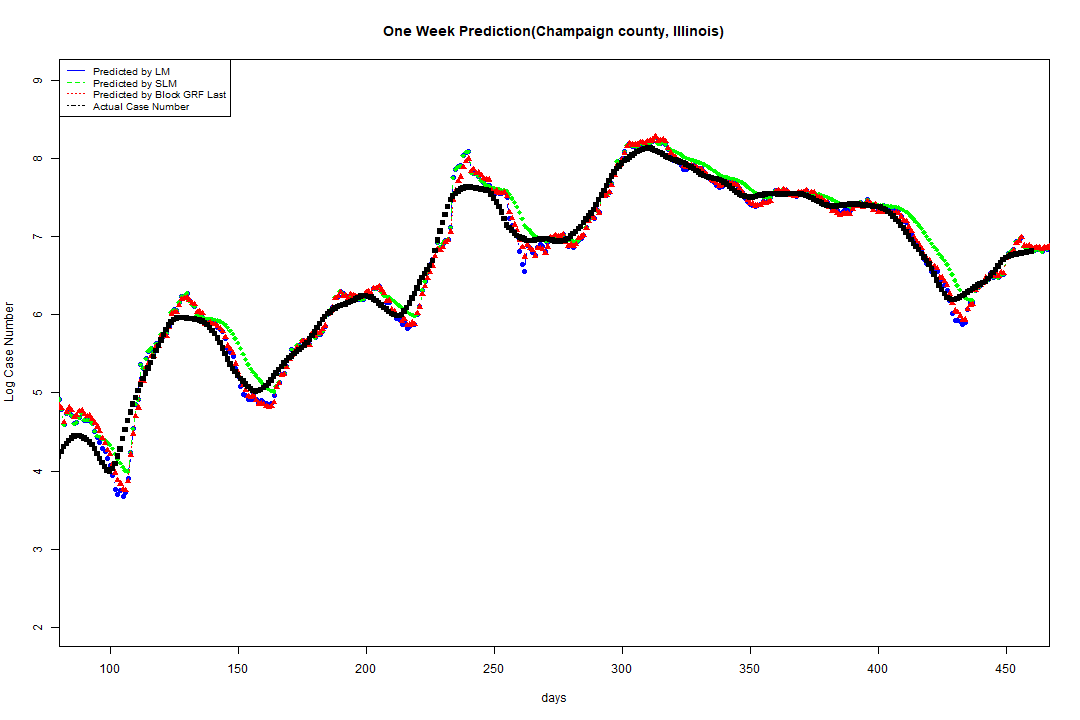 One Week Prediction(Champaign county, Illinois)
Predicted by LM
Predicted by SLM
Predicted by Block GRF Last
Actual Case Number
9
8
7
6
5
4
3
2
Log Case Number
100 150 200 250 300 350 400 450
days